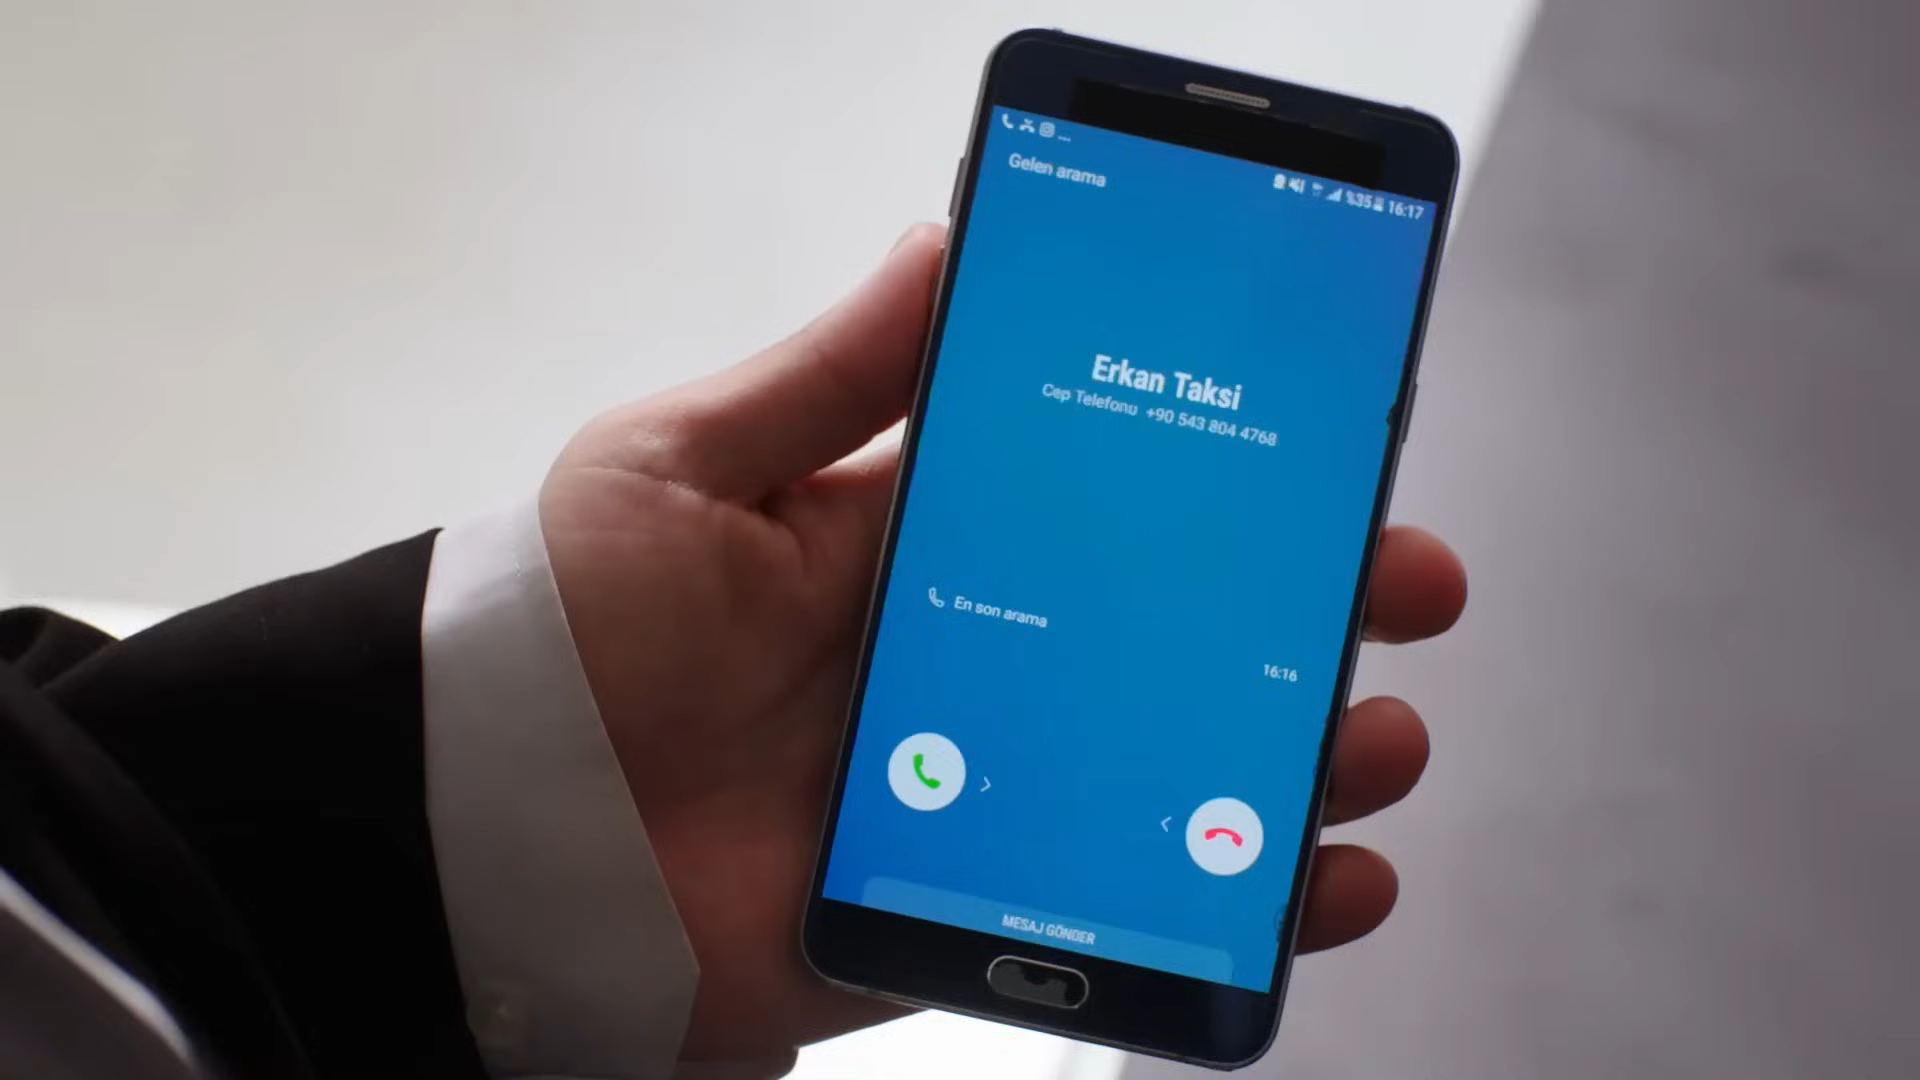 Gelen arama
%35 16:17
Erkan Taksi
Cep Telefonu +90 543 804 4768
En son arama
16:16
MESAJ GÖNDER